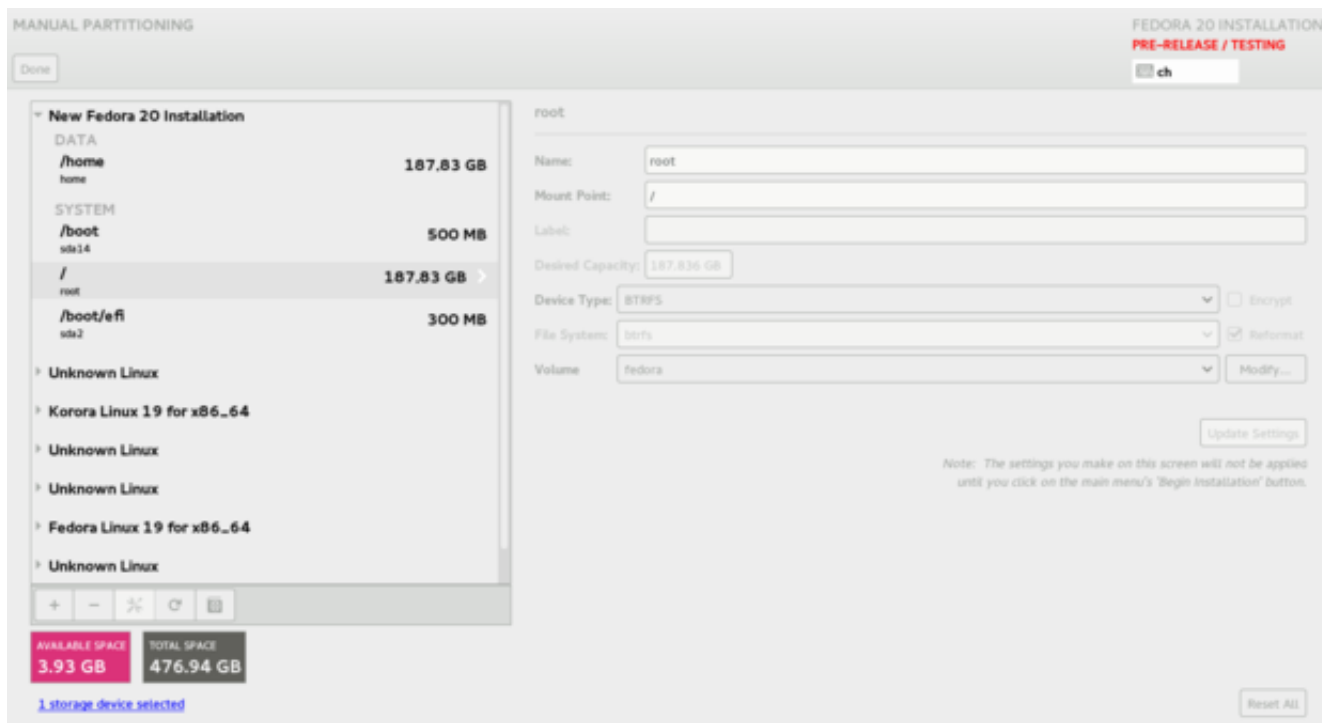 MANUAL PARTITIONING
FEDORA 20 INSTALLATION
PRE-RELEASE / TESTING
Done
ch
New Fedora 20 Installation
DATA
/home
187,83 GB
home
SYSTEM
/boot
500 MB
sda14
/
187,83 GB
root
/boot/efi
300 MB
sda2
Unknown Linux
Korora Linux 19 for x86_64
Unknown Linux
Unknown Linux
Fedora Linux 19 for x86_64
Unknown Linux
+ −
AVAILABLE SPACE
3.93 GB
TOTAL SPACE
476.94 GB
1 storage device selected
root
Name: root
Mount Point: /
Label:
Desired Capacity: 187.836 GB
Device Type: BTRFS Encrypt
File System: btrfs Reformat
Volume fedora Modify...
Update Settings
Note: The settings you make on this screen will not be applied
until you click on the main menu's 'Begin Installation' button.
Reset All